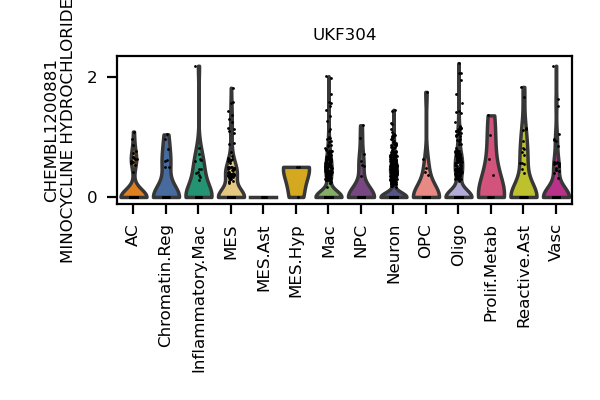 UKF304
CHEMBL1200881
MINOCYCLINE HYDROCHLORIDE
2
0
AC
Chromatin.Reg
Inflammatory.Mac
MES
MES.Ast
MES.Hyp
Mac
NPC
Neuron
OPC
Oligo
Prolif.Metab
Reactive.Ast
Vasc